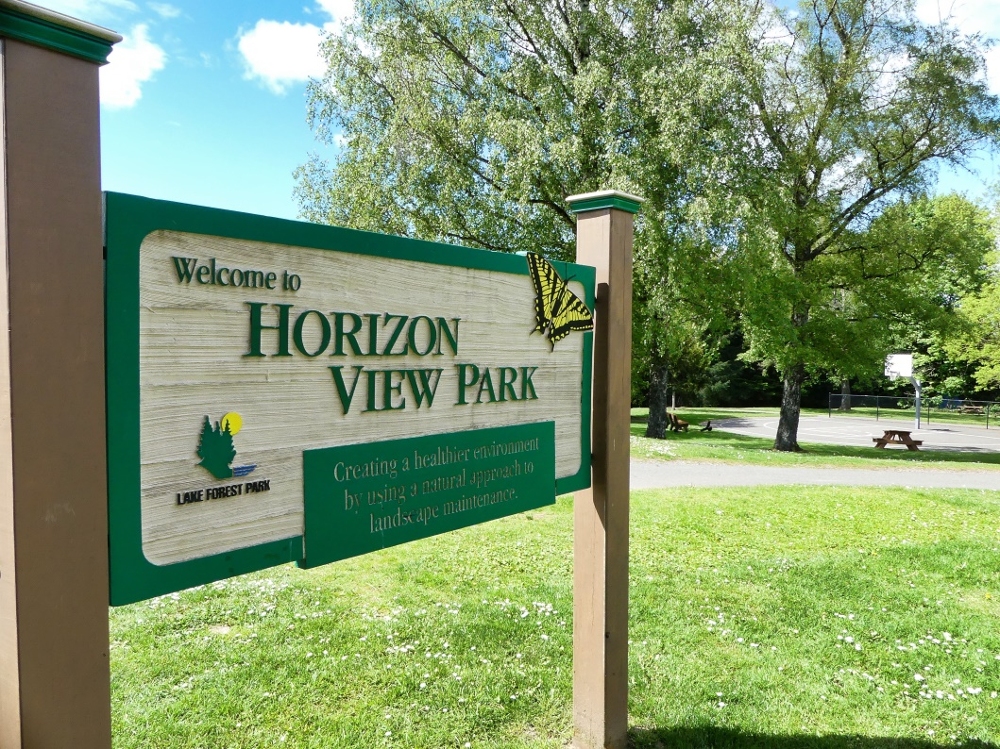 Welcome to
HORIZON
VIEW PARK
LAKE FOREST PARK
Creating a healthier environment
by using a natural approach to
landscape maintenance.